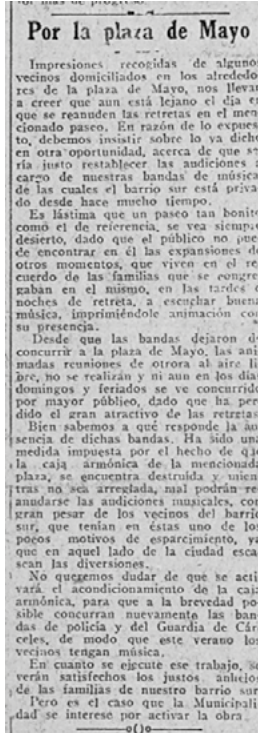 por más de progreso
Por la plaza de Mayo
Impresiones recogidas de alguno
vecinos domiciliados en los alrededo
res de la plaza de Mayo, nos lleva
a creer que aun está lejano el dia e
que se reanuden las retretas en el men
cionado paseo. En razón de lo expues
to, debemos insistir sobre lo ya dicho
en otra oportunidad, acerca de que se
ría justo restablecer las audiciones a
cargo de nuestras bandas de música
de las cuales el barrio sur está priva
do desde hace mucho tiempo.
Es lástima que un paseo tan bonito
como el de referencia, se vea siempre
desierto, dado que el público no pue
de encontrar en él las expansiones de
otros momentos, que viven en el re
cuerdo de las familias que se congre
gaban en el mismo, en las tardes o
noches de retreta, a escuchar buena
música, imprimiéndole animación con
su presencia.
Desde que las bandas dejaron de
concurrir a la plaza de Mayo, las ani
madas reuniones de otrora al aire li
bre, no se realizan y ni aun en los dias
domingos y feriados se ve concurrido
por mayor público, dado que ha per
dido el gran atractivo de las retretas
Bien sabemos a qué responde la au
sencia de dichas bandas. Ha sido una
medida impuesta por el hecho de que
la caja armónica de la mencionada
plaza, se encuentra destruída y mien
tras no sea arreglada, mal podrán re
anudarse las audiciones musicales, con
gran pesar de los vecinos del barrio
sur, que tenían en éstas uno de los
pocos motivos de esparcimiento, ya
que en aquel lado de la ciudad esca
sean las diversiones.
No queremos dudar de que se acti
vará el acondicionamiento de la caja
armónica, para que a la brevedad po
sible concurran nuevamente las ban
das de policía y del Guardia de Cár
celes, de modo que este verano los
vecinos tengan música.
En cuanto se ejecute ese trabajo, se
verán satisfechos los justos anhelos
de las familias de nuestro barrio sur
Pero es el caso que la Municipali
dad se interese por activar la obra